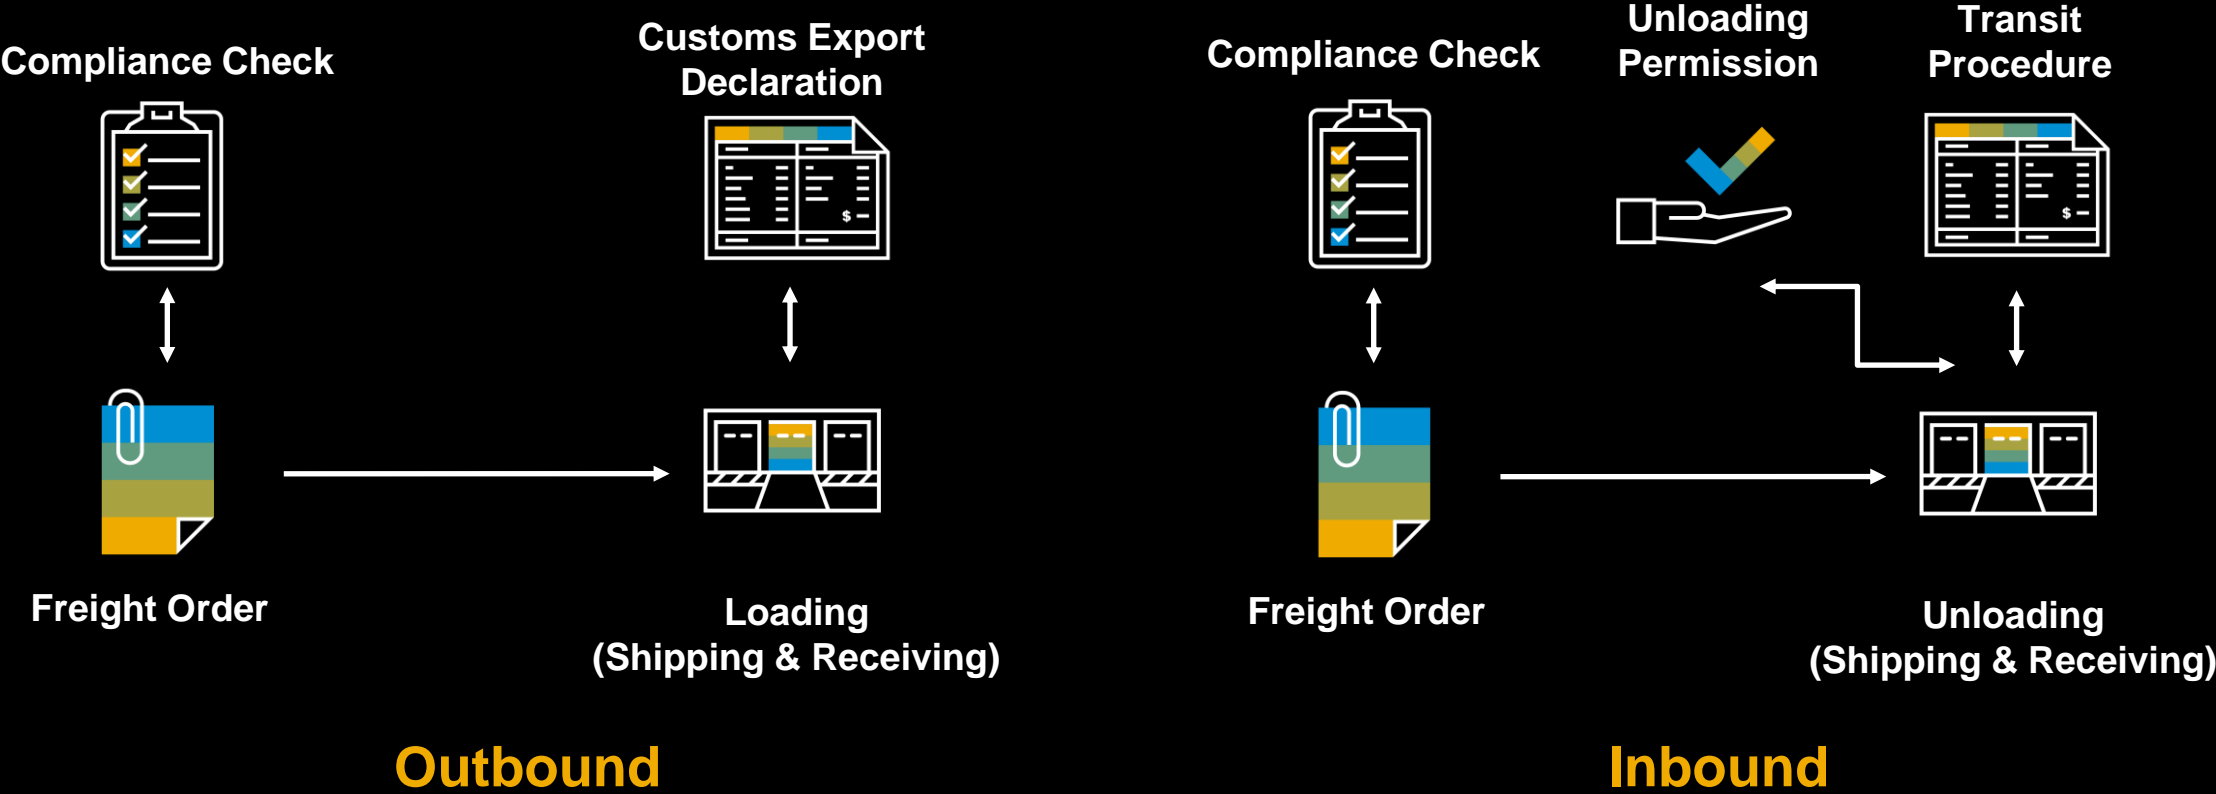 Compliance Check
Customs Export
Declaration
$
Freight Order
Loading
(Shipping & Receiving)
Outbound
Compliance Check
Unloading
Permission
Transit
Procedure
$
Freight Order
Unloading
(Shipping & Receiving)
Inbound